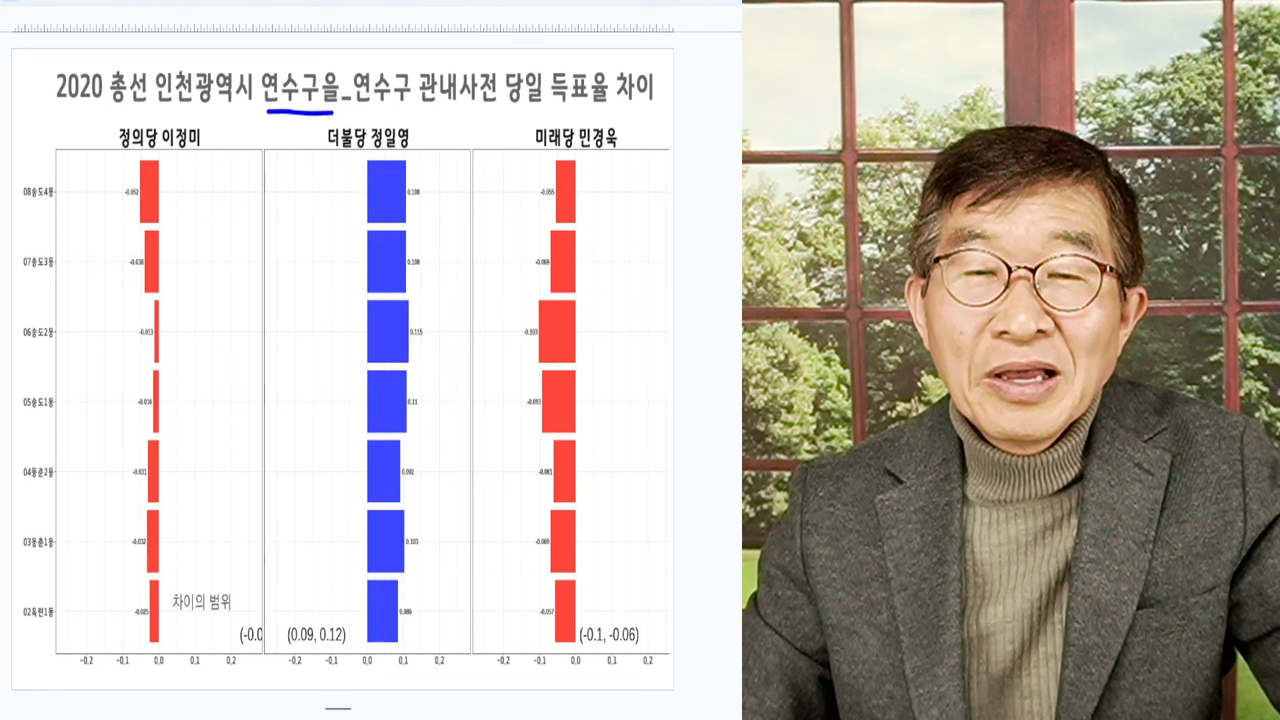 2020 총선 인천광역시 연수구을_연수구 관내사전 당일 득표율 차이
정의당 이정미
더불당 정일영
미래당 민경욱
08송도4동
-0.052
0.108
-0.055
07송도3동
-0.038
0.108
-0.069
06송도2동
-0.013
0.115
-0.103
05송도1동
-0.016
0.11
-0.093
04동춘2동
-0.031
0.092
-0.061
03동춘1동
-0.032
0.103
-0.069
02옥련1동
-0.025
0.086
-0.057
차이의 범위
(-0.0
(0.09, 0.12)
(-0.1, -0.06)
-0,2 -0,1 0,0 0,1 0,2
-0,2 -0,1 0,0 0,1 0,2
-0,2 -0,1 0,0 0,1 0,2